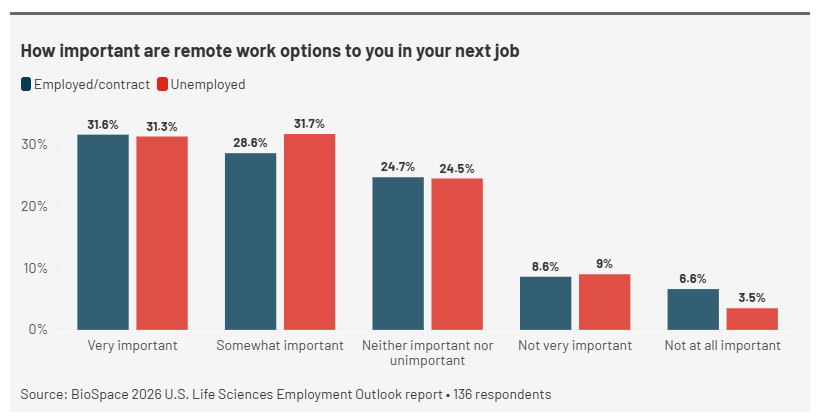 How important are remote work options to you in your next job
Employed/contract Unemployed
31.6% 31.3% 28.6% 31.7% 24.7% 24.5% 8.6% 9% 6.6% 3.5%
30%
20%
10%
0%
Very important Somewhat important Neither important nor unimportant Not very important Not at all important
Source: BioSpace 2026 U.S. Life Sciences Employment Outlook report • 136 respondents